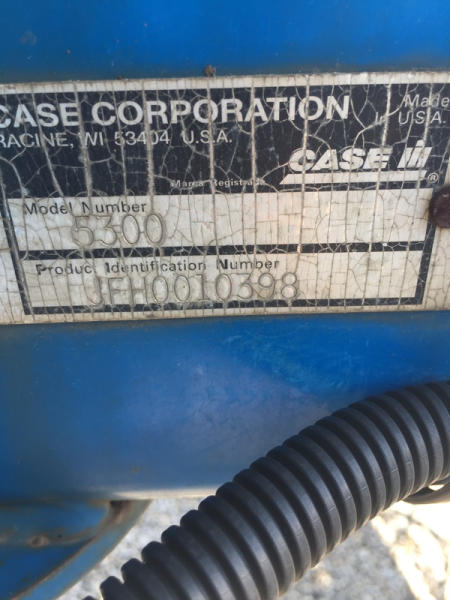 CASE CORPORATION
RACINE, WI 53404 U.S.A.
Made
U.S.A.
CASE IH
®
Marca Registrada
Model Number
5300
Product Identification Number
JFH0010398